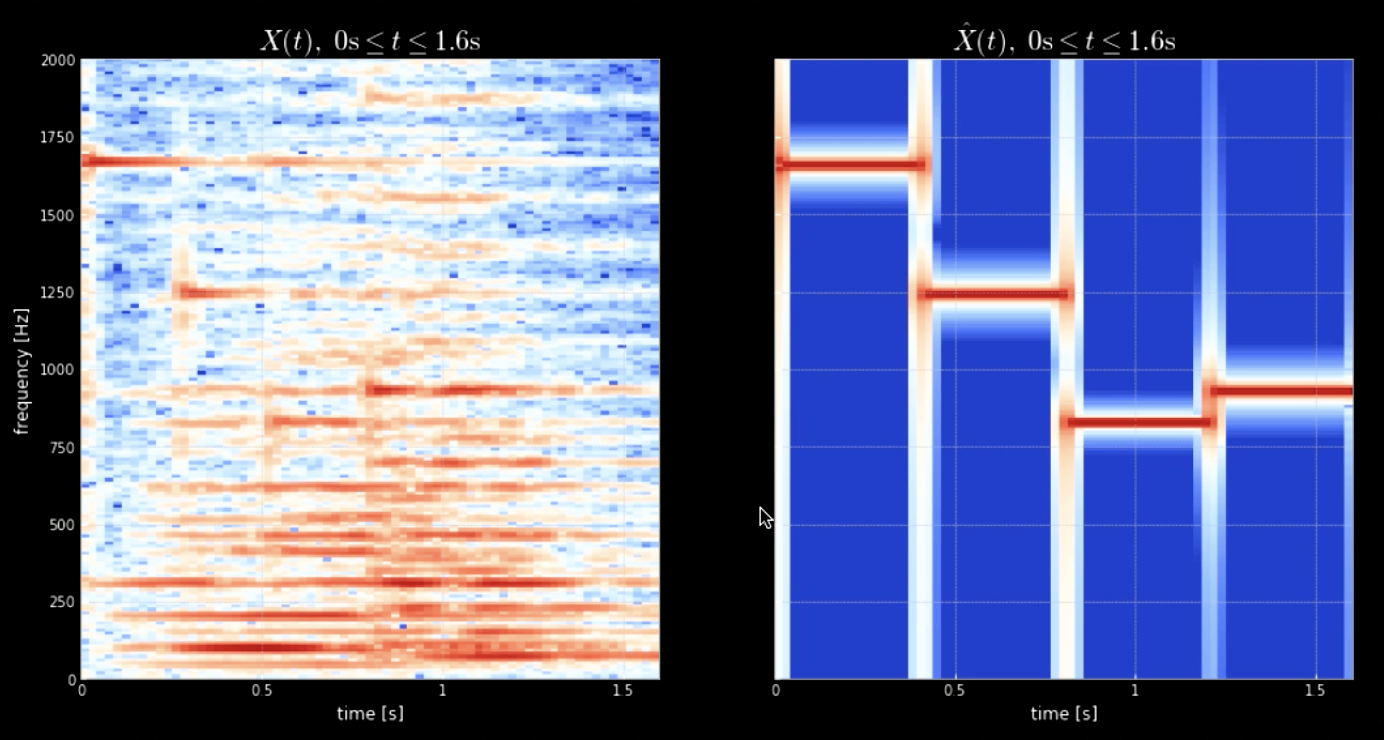 X(t), 0s ≤ t ≤ 1.6s
2000
1750
1500
1250
1000
750
500
250
0
frequency [Hz]
0 0.5 1 1.5
time [s]
X̂(t), 0s ≤ t ≤ 1.6s
0 0.5 1 1.5
time [s]